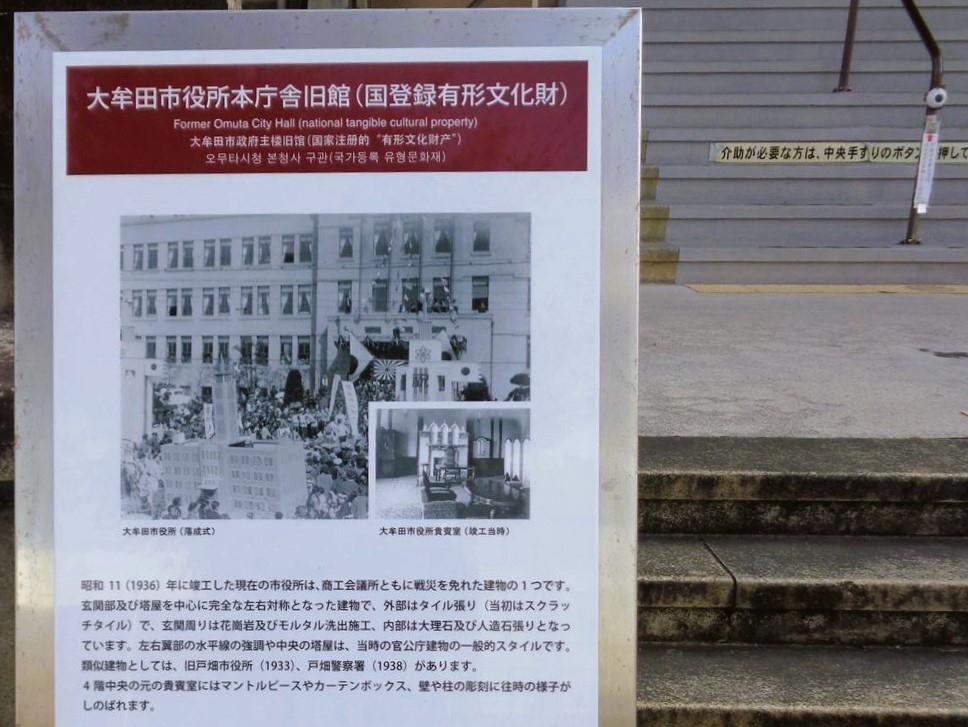 大牟田市役所本庁舎旧館（国登録有形文化財）
Former Omuta City Hall (national tangible cultural property)
大牟田市政府主楼旧馆（国家注册的“有形文化财产”）
오무타시청 본청사 구관(국가등록 유형문화재)
介助が必要な方は、中央手すりのボタン 押して
大牟田市役所（落成式）
大牟田市役所貴賓室（竣工当時）
昭和 11（1936）年に竣工した現在の市役所は、商工会議所ともに戦災を免れた建物の１つです。
玄関部及び塔屋を中心に完全な左右対称となった建物で、外部はタイル張り（当初はスクラッ
チタイル）で、玄関周りは花崗岩及びモルタル洗出施工、内部は大理石及び人造石張りとなっ
ています。左右翼部の水平線の強調や中央の塔屋は、当時の官公庁建物の一般的スタイルです。
類似建物としては、旧戸畑市役所（1933）、戸畑警察署（1938）があります。
４階中央の元の貴賓室にはマントルピースやカーテンボックス、壁や柱の彫刻に往時の様子が
しのばれます。